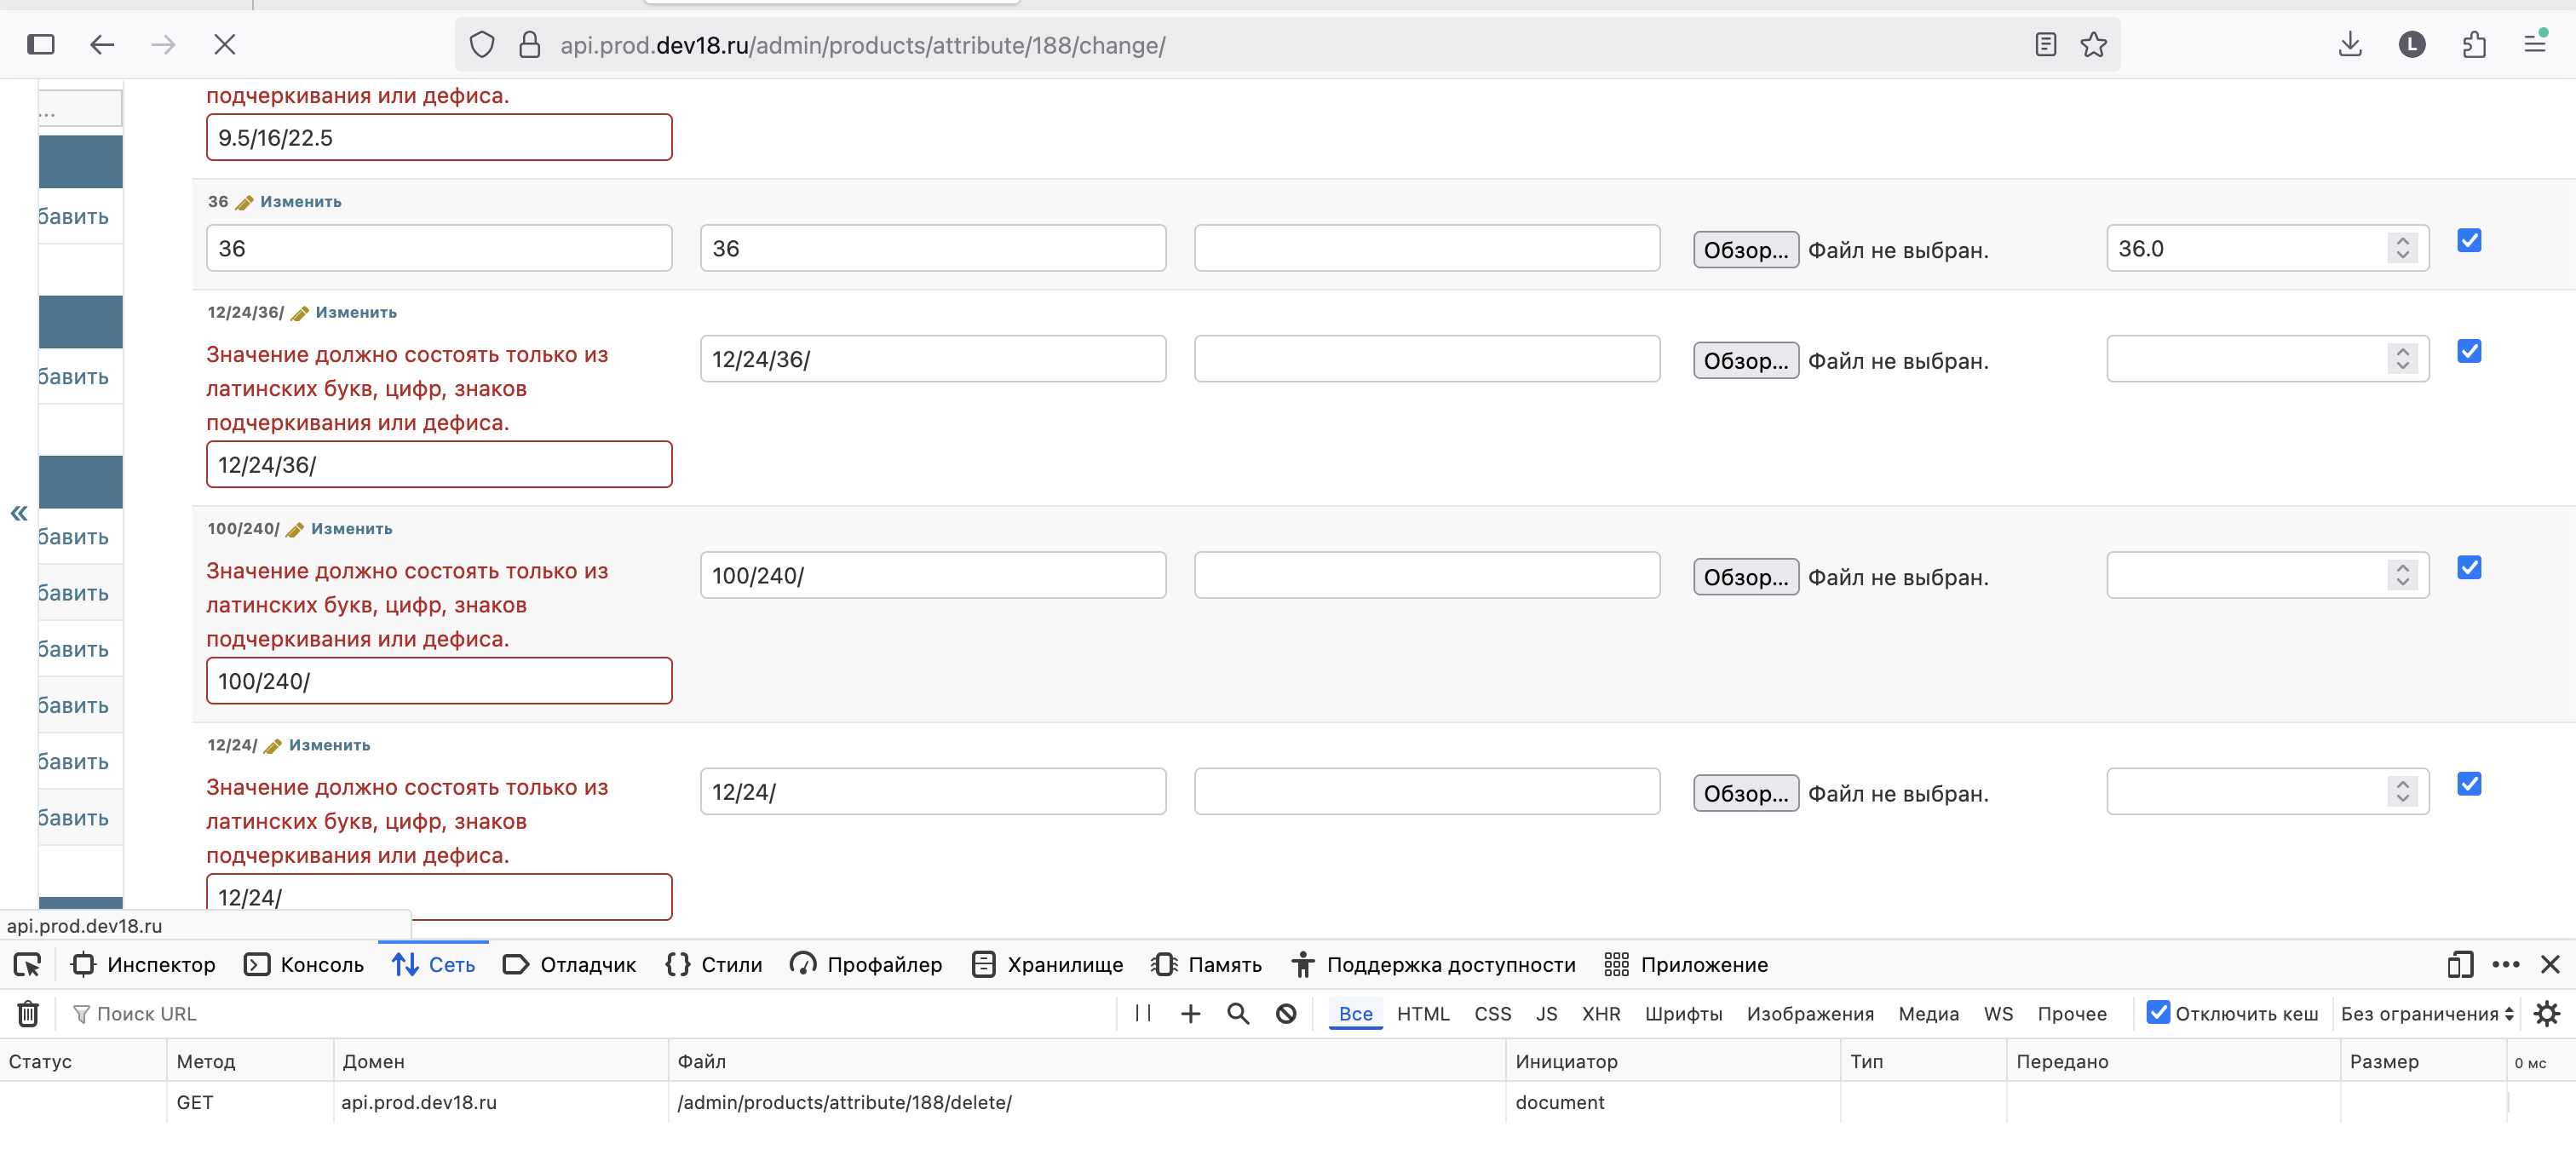 api.prod.dev18.ru/admin/products/attribute/188/change/
L
...
бавить
бавить
бавить
бавить
бавить
бавить
бавить
бавить
«
подчеркивания или дефиса.
9.5/16/22.5
36 Изменить
36 36 Обзор... Файл не выбран. 36.0
12/24/36/ Изменить
Значение должно состоять только из
латинских букв, цифр, знаков
подчеркивания или дефиса.
12/24/36/ Обзор... Файл не выбран.
12/24/36/
100/240/ Изменить
Значение должно состоять только из
латинских букв, цифр, знаков
подчеркивания или дефиса.
100/240/ Обзор... Файл не выбран.
100/240/
12/24/ Изменить
Значение должно состоять только из
латинских букв, цифр, знаков
подчеркивания или дефиса.
12/24/ Обзор... Файл не выбран.
12/24/
api.prod.dev18.ru
Инспектор Консоль Сеть Отладчик Стили Профайлер Хранилище Память Поддержка доступности Приложение
Поиск URL Все HTML CSS JS XHR Шрифты Изображения Медиа WS Прочее Отключить кеш Без ограничения
Статус Метод Домен Файл Инициатор Тип Передано Размер 0 мс
GET api.prod.dev18.ru /admin/products/attribute/188/delete/ document